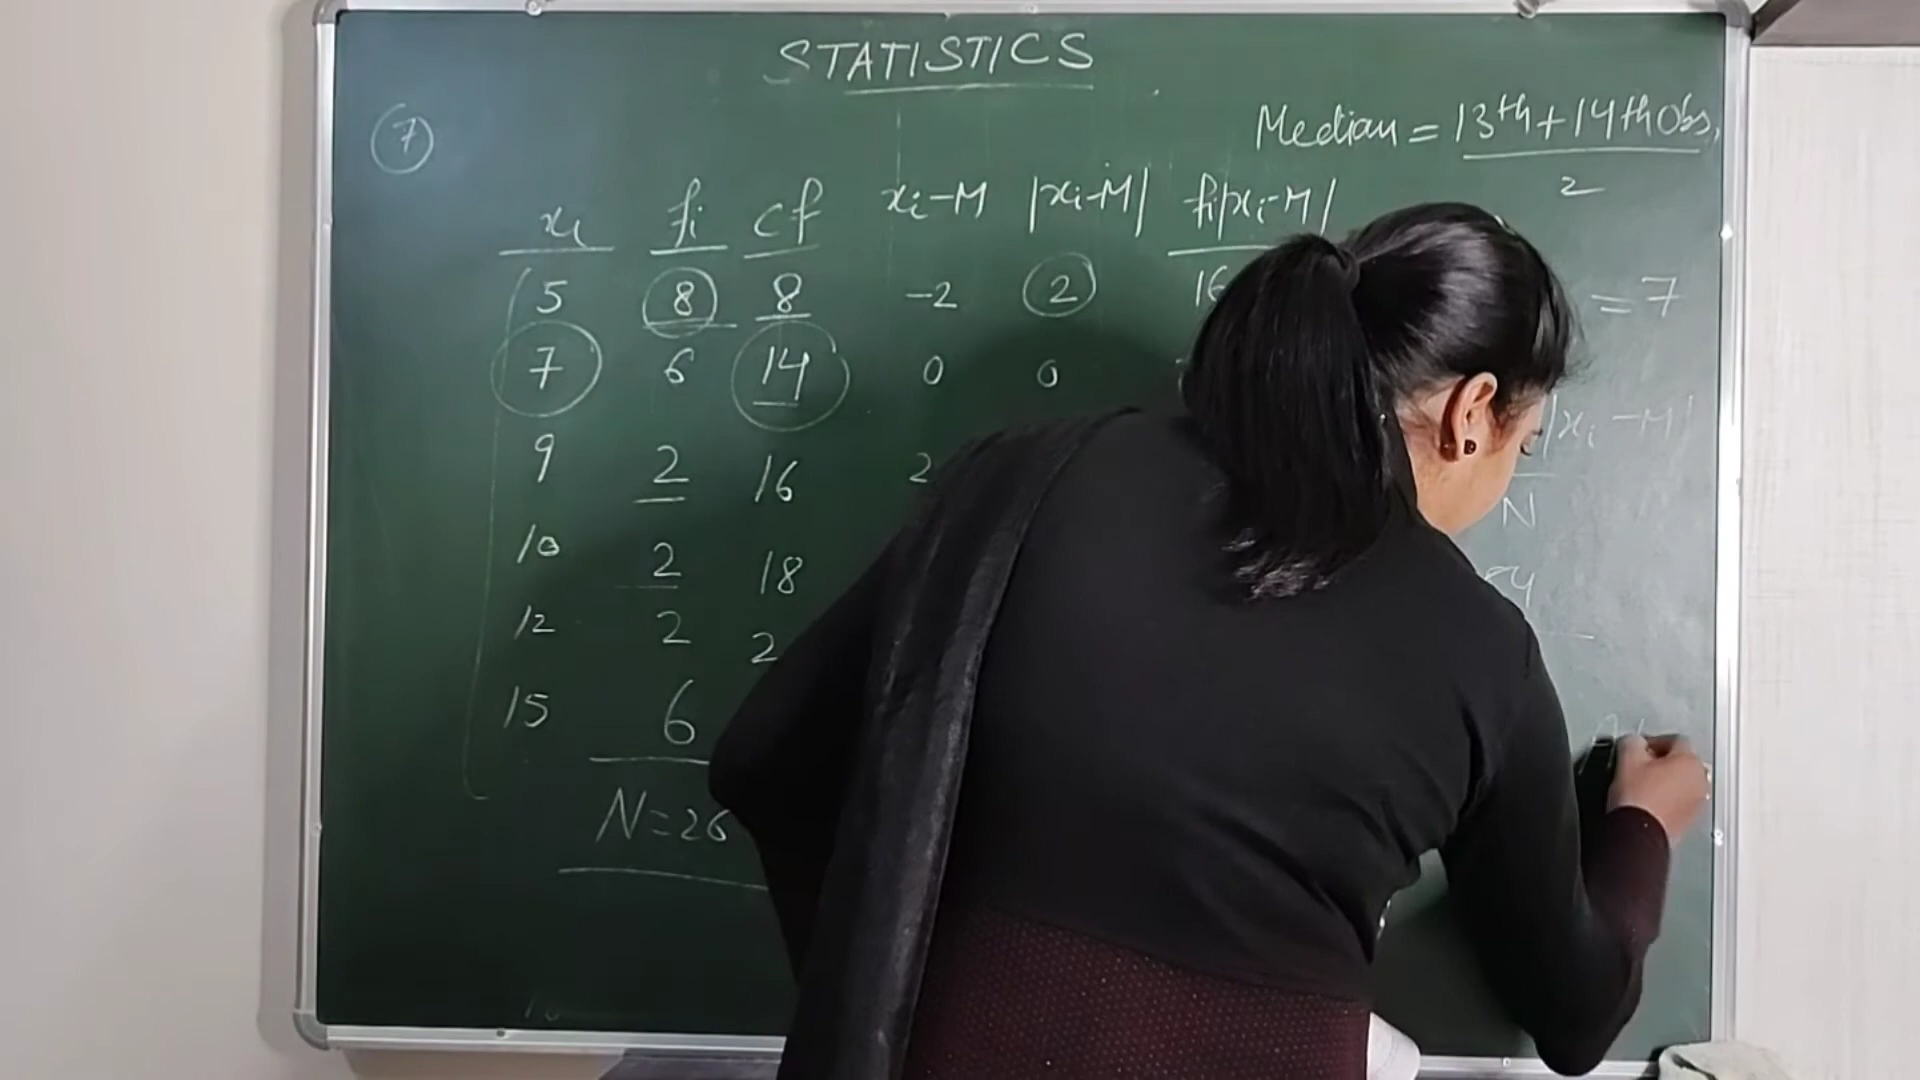 STATISTICS
7
Median = 13th + 14th Obs.
2
xi fi cf xi-M |xi-M| fi|xi-M|
5 8 8 -2 2 16
= 7
7 6 14 0 0
|xi-M|
9 2 16 2
N
10 2 18
12 2 2
15 6
N=26